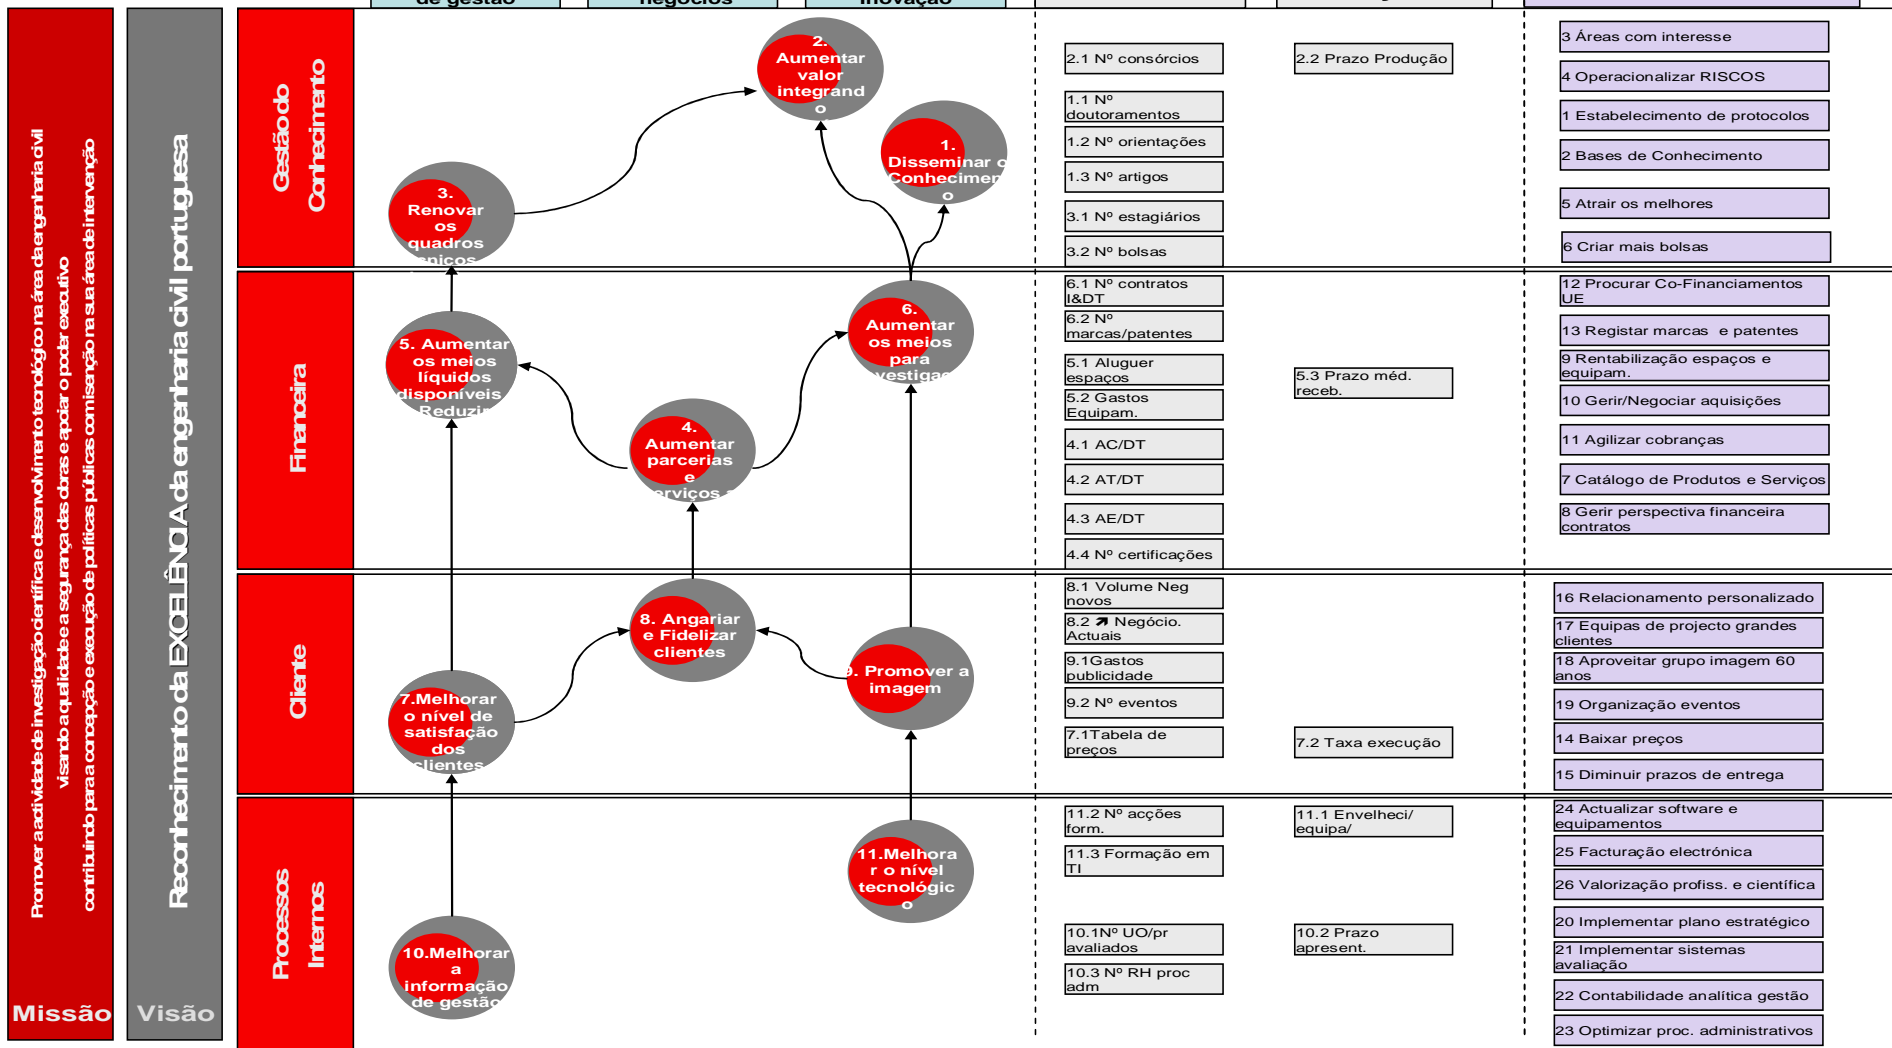 de gestão
negócios
inovação
Missão
Promover a actividade de investigação científica e desenvolvimento tecnológico na área da engenharia civil
visando a qualidade e a segurança das obras e apoiar o poder executivo
contribuindo para a concepção e execução de políticas públicas com isenção na sua área de intervenção
Visão
Reconhecimento da EXCELÊNCIA da engenharia civil portuguesa
Gestão do
Conhecimento
2.
Aumentar
valor
integrand
o
1.
Disseminar o
Conhecimen
o
3.
Renovar
os
quadros
2.1 Nº consórcios
1.1 Nº
doutoramentos
1.2 Nº orientações
1.3 Nº artigos
3.1 Nº estagiários
3.2 Nº bolsas
2.2 Prazo Produção
3 Áreas com interesse
4 Operacionalizar RISCOS
1 Estabelecimento de protocolos
2 Bases de Conhecimento
5 Atrair os melhores
6 Criar mais bolsas
Financeira
5. Aumentar
os meios
líquidos
disponíveis
Reduzir
4.
Aumentar
parcerias
e
6.
Aumentar
os meios
para
6.1 Nº contratos
I&DT
6.2 Nº
marcas/patentes
5.1 Aluguer
espaços
5.2 Gastos
Equipam.
4.1 AC/DT
4.2 AT/DT
4.3 AE/DT
4.4 Nº certificações
5.3 Prazo méd.
receb.
12 Procurar Co-Financiamentos
UE
13 Registar marcas e patentes
9 Rentabilização espaços e
equipam.
10 Gerir/Negociar aquisições
11 Agilizar cobranças
7 Catálogo de Produtos e Serviços
8 Gerir perspectiva financeira
contratos
Cliente
8. Angariar
e Fidelizar
clientes
9. Promover a
imagem
7.Melhorar
o nível de
satisfação
dos
clientes
8.1 Volume Neg
novos
8.2 ↗ Negócio.
Actuais
9.1Gastos
publicidade
9.2 Nº eventos
7.1Tabela de
preços
7.2 Taxa execução
16 Relacionamento personalizado
17 Equipas de projecto grandes
clientes
18 Aproveitar grupo imagem 60
anos
19 Organização eventos
14 Baixar preços
15 Diminuir prazos de entrega
Processos
Internos
11.Melhora
r o nível
tecnológic
o
10.Melhorar
a
informação
de gestão
11.2 Nº acções
form.
11.3 Formação em
TI
10.1Nº UO/pr
avaliados
10.3 Nº RH proc
adm
11.1 Envelheci/
equipa/
10.2 Prazo
apresent.
24 Actualizar software e
equipamentos
25 Facturação electrónica
26 Valorização profiss. e científica
20 Implementar plano estratégico
21 Implementar sistemas
avaliação
22 Contabilidade analítica gestão
23 Optimizar proc. administrativos